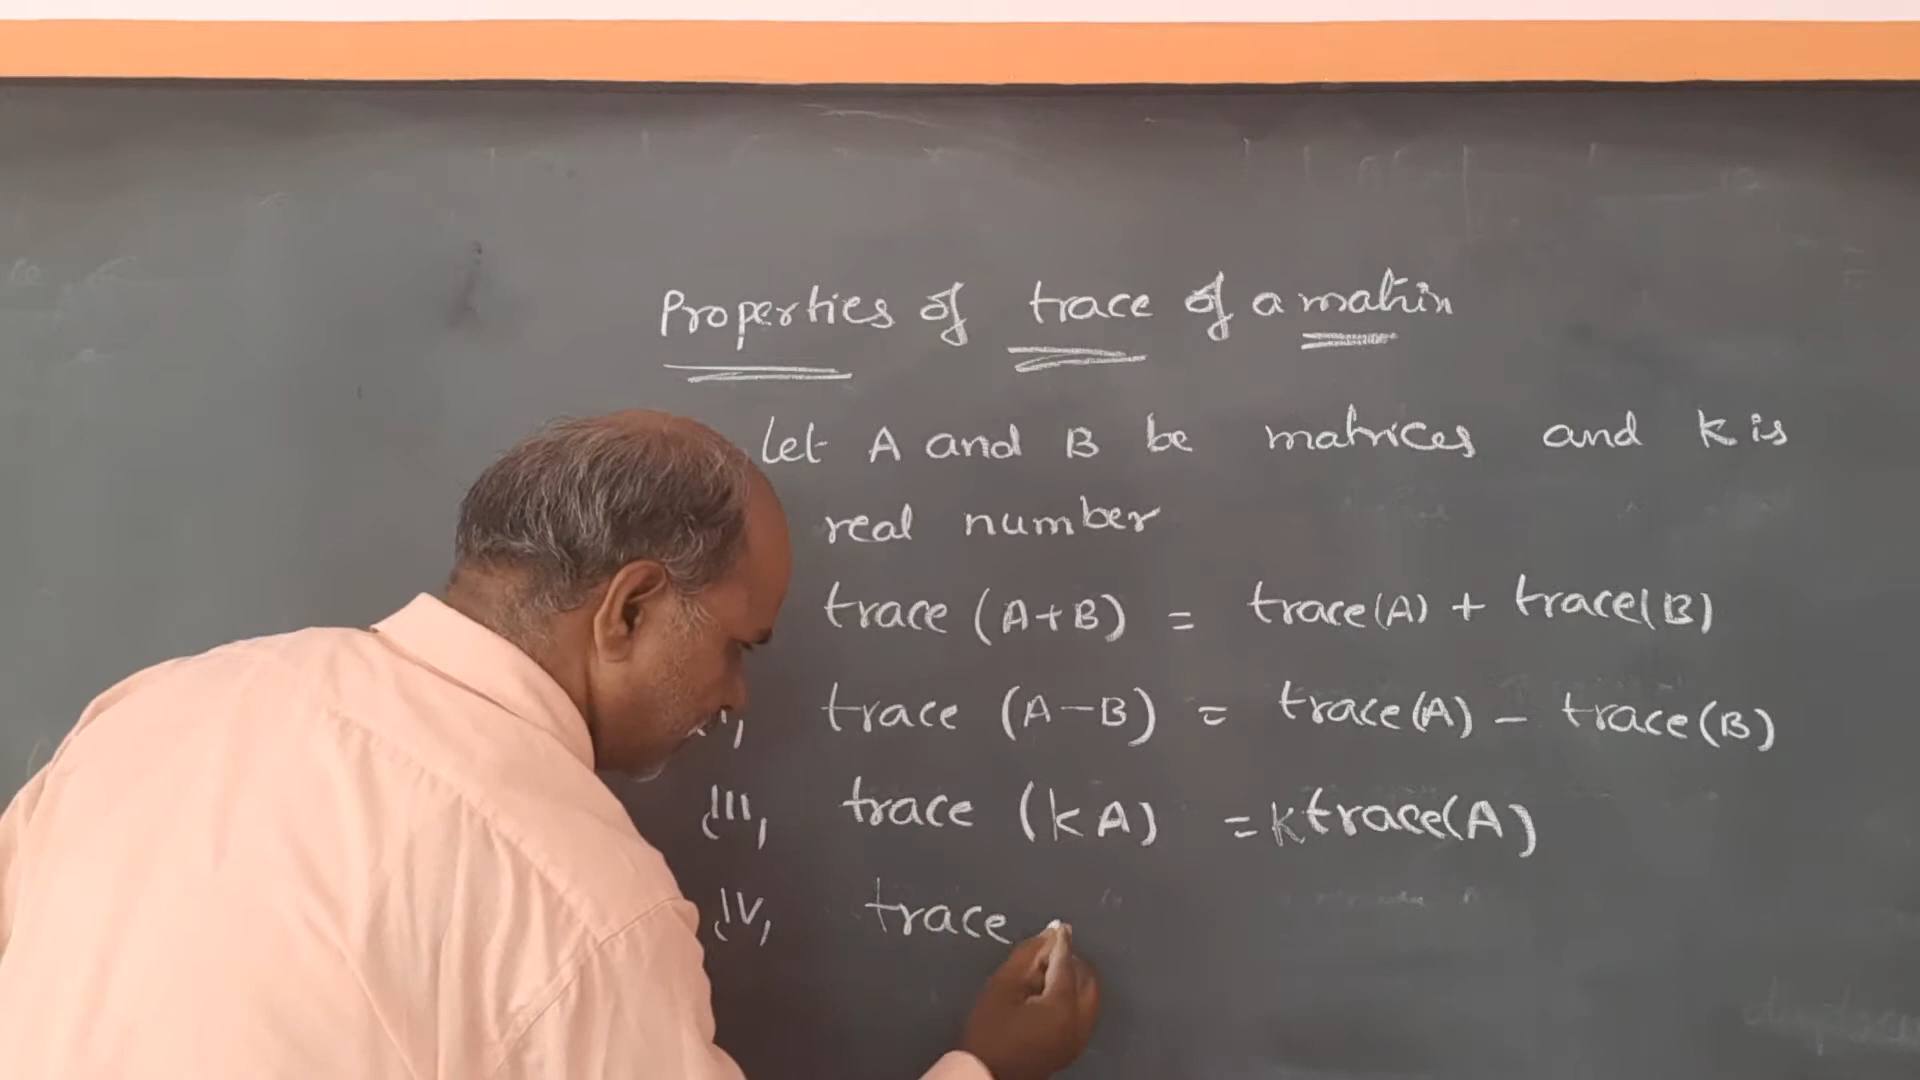 Properties of trace of a matrix
Let A and B be matrices and K is
real number
trace (A+B) = trace(A) + trace(B)
trace (A-B) = trace(A) - trace(B)
(III, trace (KA) = K trace(A)
(IV, trace